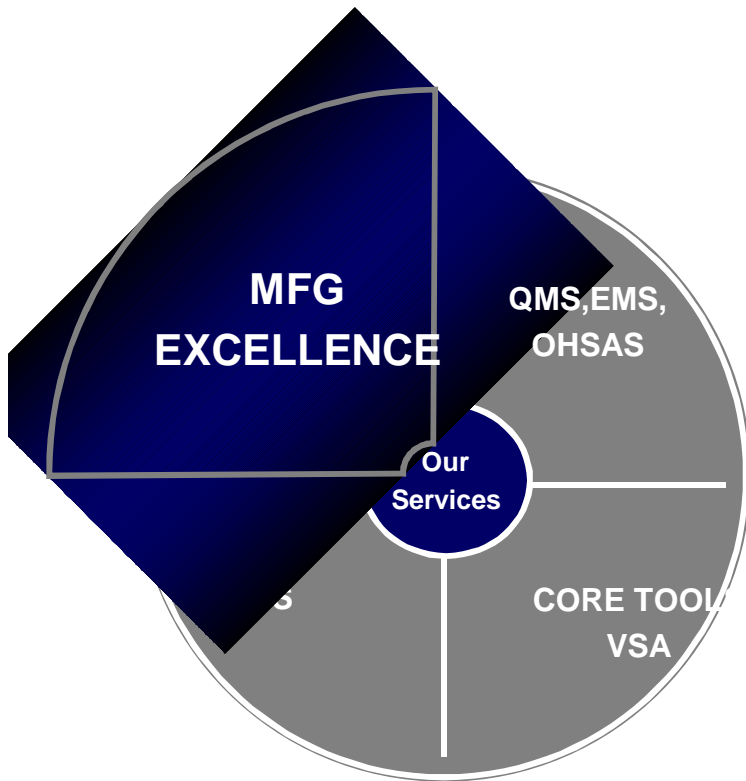 MFG
EXCELLENCE
QMS,EMS,
OHSAS
Our
Services
CORE TOOL
VSA